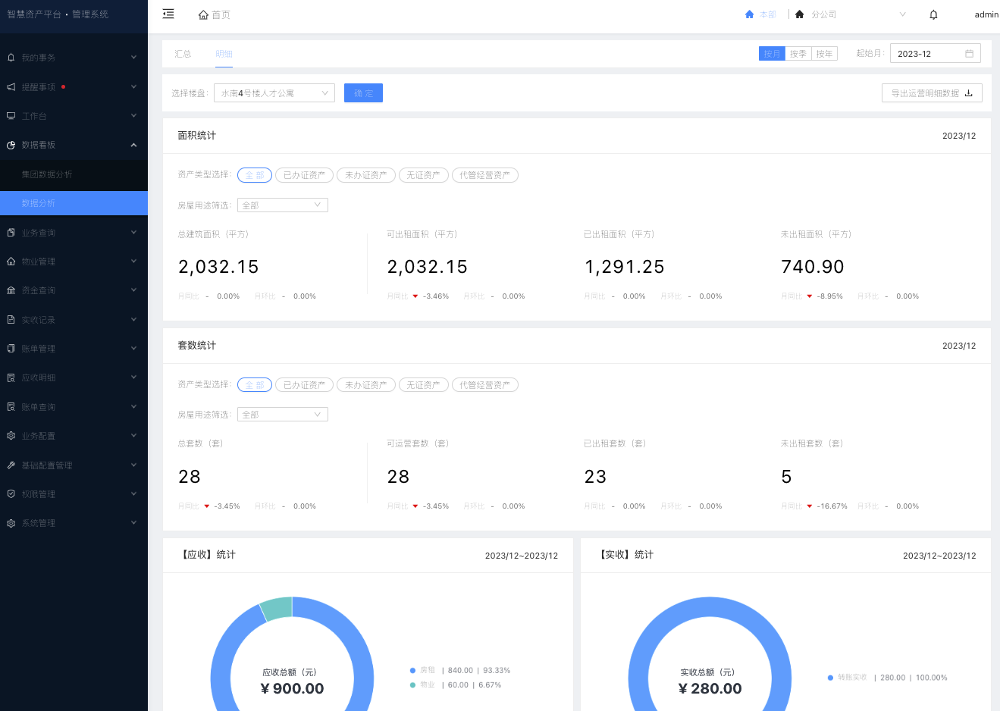 智慧资产平台・管理系统
首页
本部
分公司
admin
我的事务
提醒事项
工作台
数据看板
集团数据分析
数据分析
业务查询
物业管理
资金查询
实收记录
账单管理
应收明细
账单查询
业务配置
基础配置管理
权限管理
系统管理
汇总
明细
按月 按季 按年
起始月: 2023-12
选择楼盘: 水南4号楼人才公寓
确 定
导出运营明细数据
面积统计
2023/12
资产类型选择: 全 部 已办证资产 未办证资产 无证资产 代管经营资产
房屋用途筛选: 全部
总建筑面积（平方） 可出租面积（平方） 已出租面积（平方） 未出租面积（平方）
2,032.15 2,032.15 1,291.25 740.90
月同比 - 0.00% 月环比 - 0.00% 月同比 -3.46% 月环比 - 0.00% 月同比 - 0.00% 月环比 - 0.00% 月同比 -8.95% 月环比 - 0.00%
套数统计
2023/12
资产类型选择: 全 部 已办证资产 未办证资产 无证资产 代管经营资产
房屋用途筛选: 全部
总套数（套） 可运营套数（套） 已出租套数（套） 未出租套数（套）
28 28 23 5
月同比 -3.45% 月环比 - 0.00% 月同比 -3.45% 月环比 - 0.00% 月同比 - 0.00% 月环比 - 0.00% 月同比 -16.67% 月环比 - 0.00%
【应收】统计
2023/12~2023/12
应收总额（元）
¥ 900.00
房租 | 840.00 | 93.33%
物业 | 60.00 | 6.67%
【实收】统计
2023/12~2023/12
实收总额（元）
¥ 280.00
转账实收 | 280.00 | 100.00%